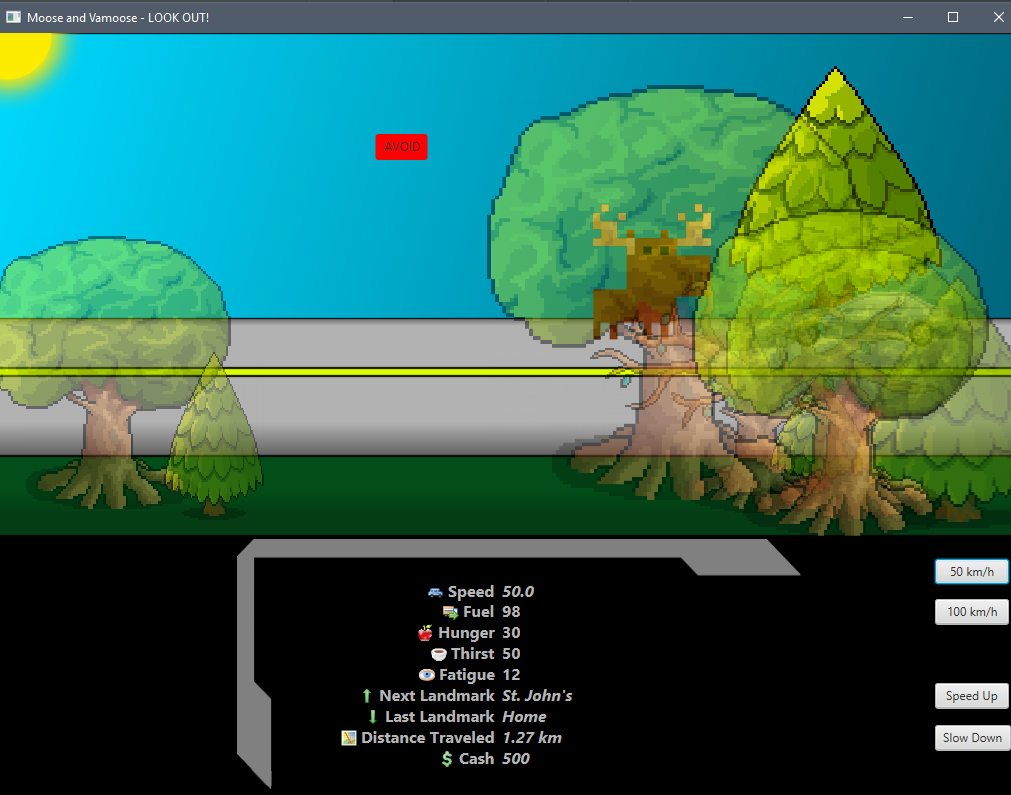 Moose and Vamoose - LOOK OUT!
AVOID
Speed 50.0
Fuel 98
Hunger 30
Thirst 50
Fatigue 12
Next Landmark St. John's
Last Landmark Home
Distance Traveled 1.27 km
Cash 500
50 km/h
100 km/h
Speed Up
Slow Down